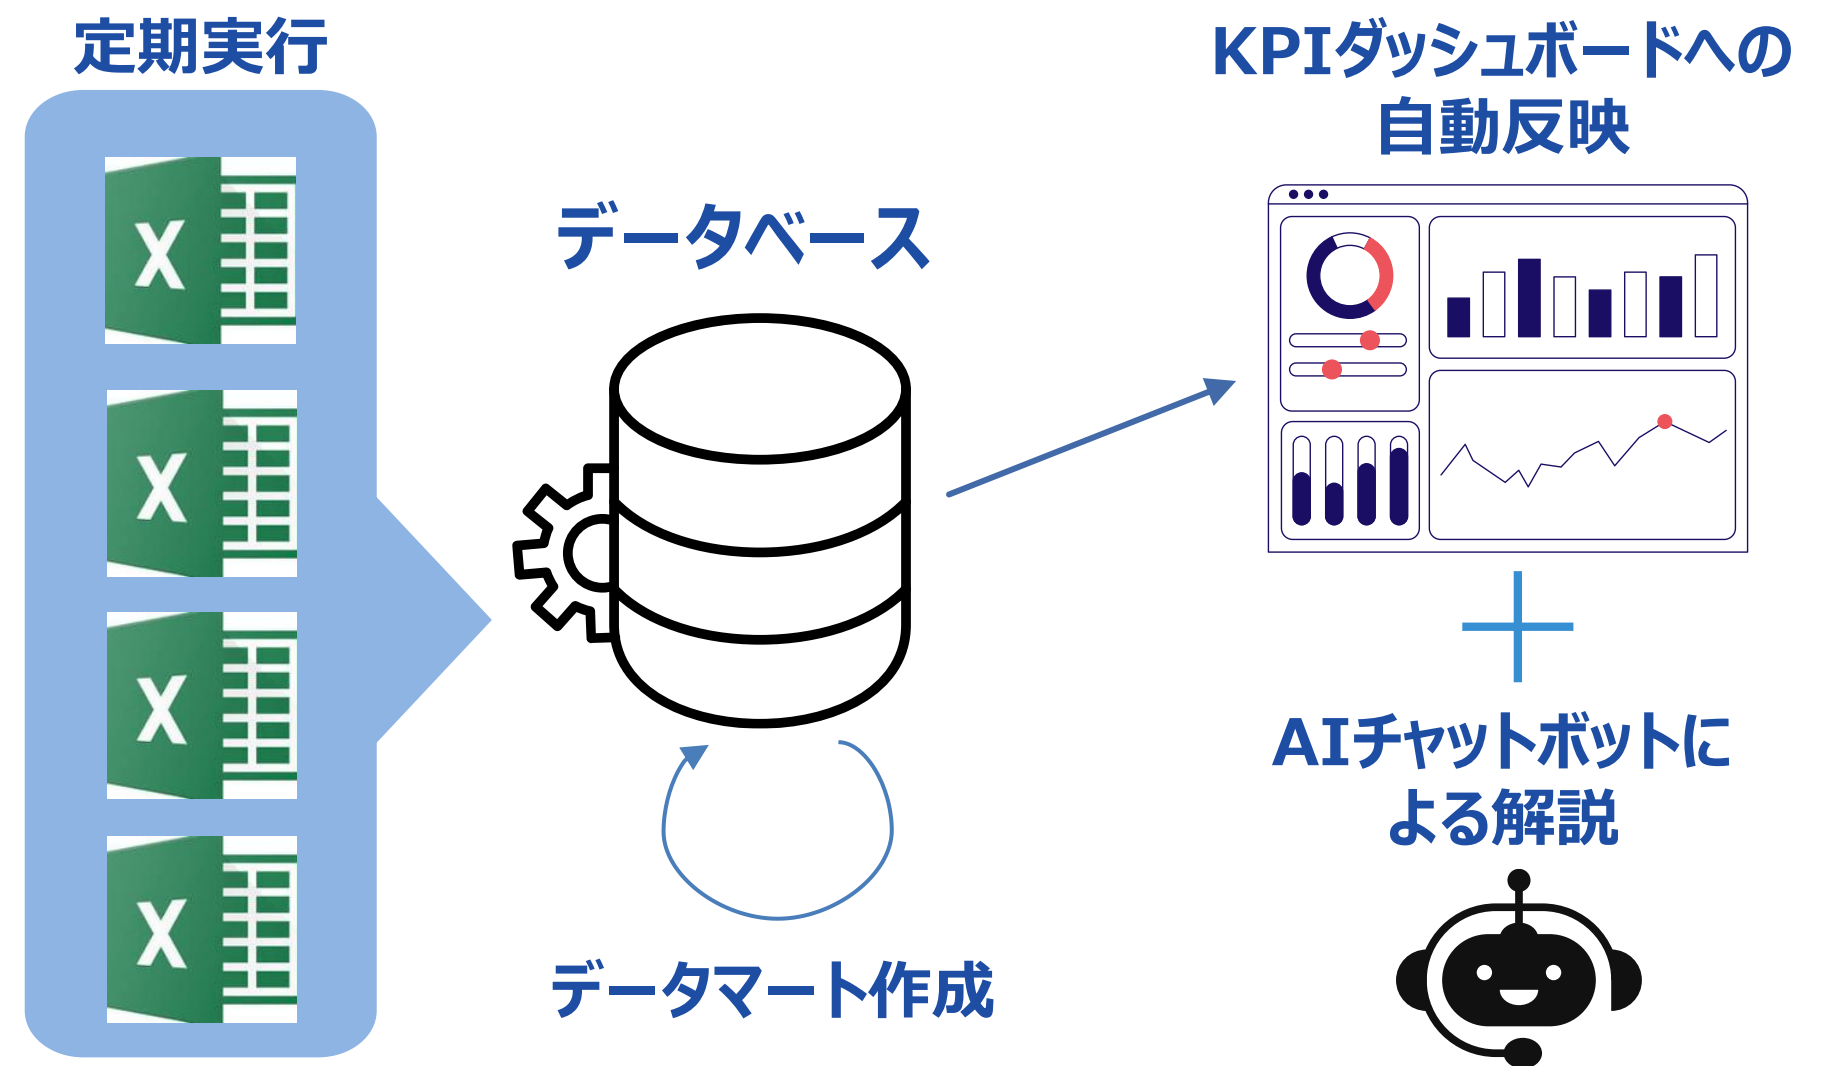 定期実行
X
X
X
X
データベース
データマート作成
KPIダッシュボードへの
自動反映
AIチャットボットに
よる解説